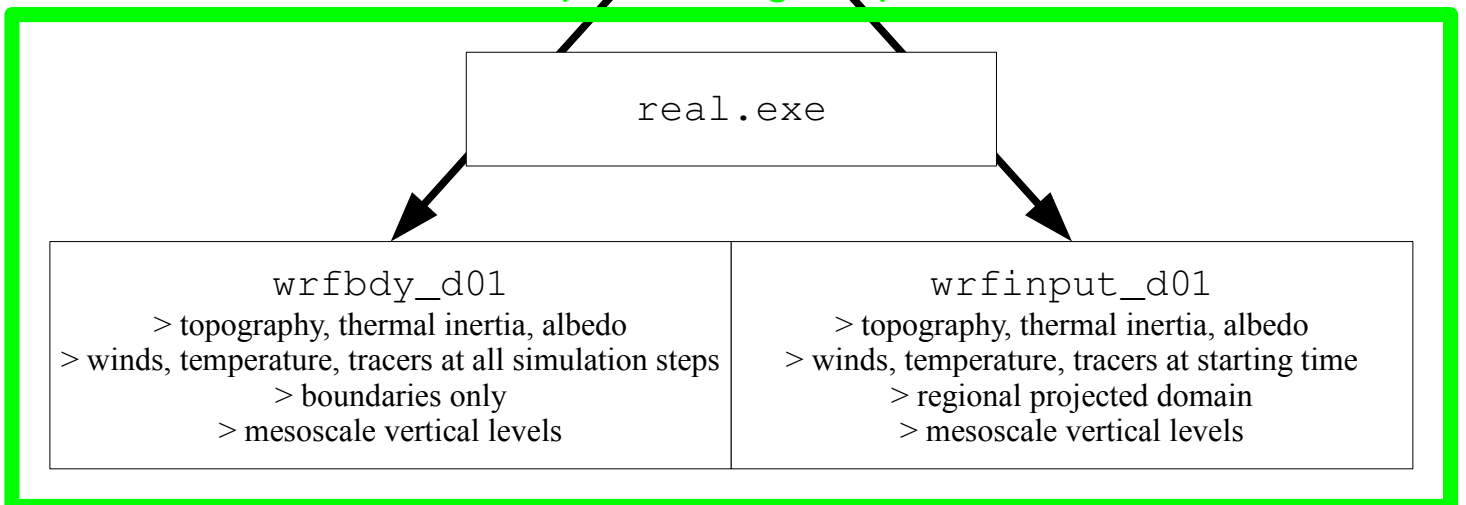 real.exe
wrfbdy_d01
> topography, thermal inertia, albedo
> winds, temperature, tracers at all simulation steps
> boundaries only
> mesoscale vertical levels
wrfinput_d01
> topography, thermal inertia, albedo
> winds, temperature, tracers at starting time
> regional projected domain
> mesoscale vertical levels